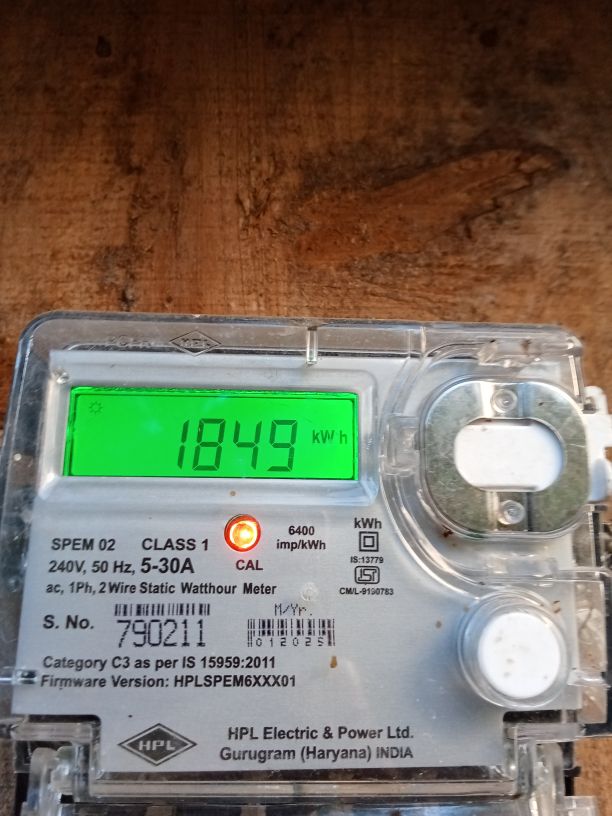 HPL
1849 kWh
6400
imp/kWh
kWh
SPEM 02 CLASS 1
240V, 50 Hz, 5-30A
CAL
IS:13779
ac, 1Ph, 2Wire Static Watthour Meter
CM/L-9190783
M/Yr.
S. No. 790211
012025
Category C3 as per IS 15959:2011
Firmware Version: HPLSPEM6XXX01
HPL
HPL Electric & Power Ltd.
Gurugram (Haryana) INDIA